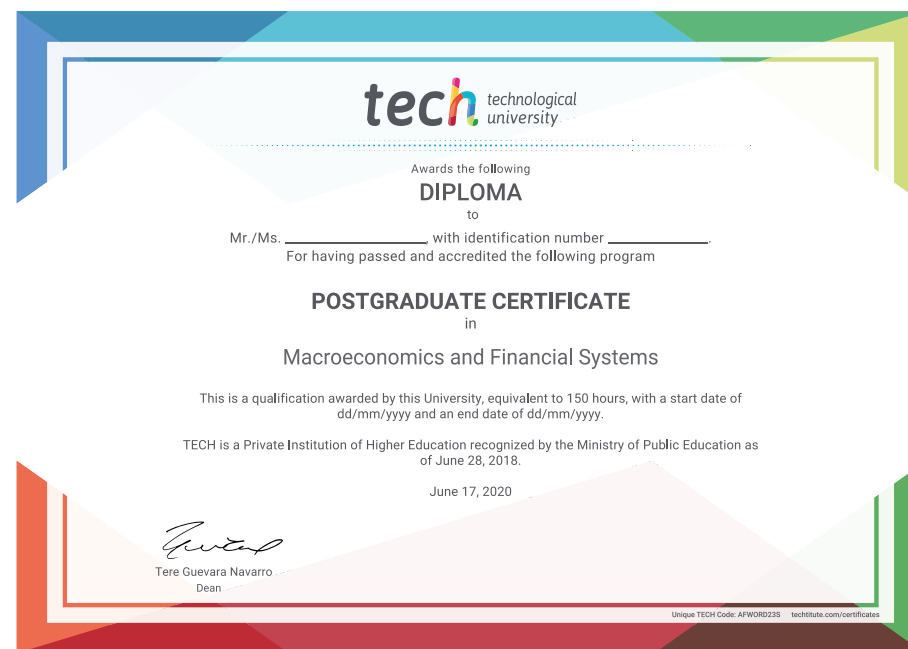 tech technological
university
Awards the following
DIPLOMA
to
Mr./Ms. ____________, with identification number ____________.
For having passed and accredited the following program
POSTGRADUATE CERTIFICATE
in
Macroeconomics and Financial Systems
This is a qualification awarded by this University, equivalent to 150 hours, with a start date of
dd/mm/yyyy and an end date of dd/mm/yyyy.
TECH is a Private Institution of Higher Education recognized by the Ministry of Public Education as
of June 28, 2018.
June 17, 2020
Tere Guevara Navarro
Dean
Unique TECH Code: AFWORD23S techtitute.com/certificates